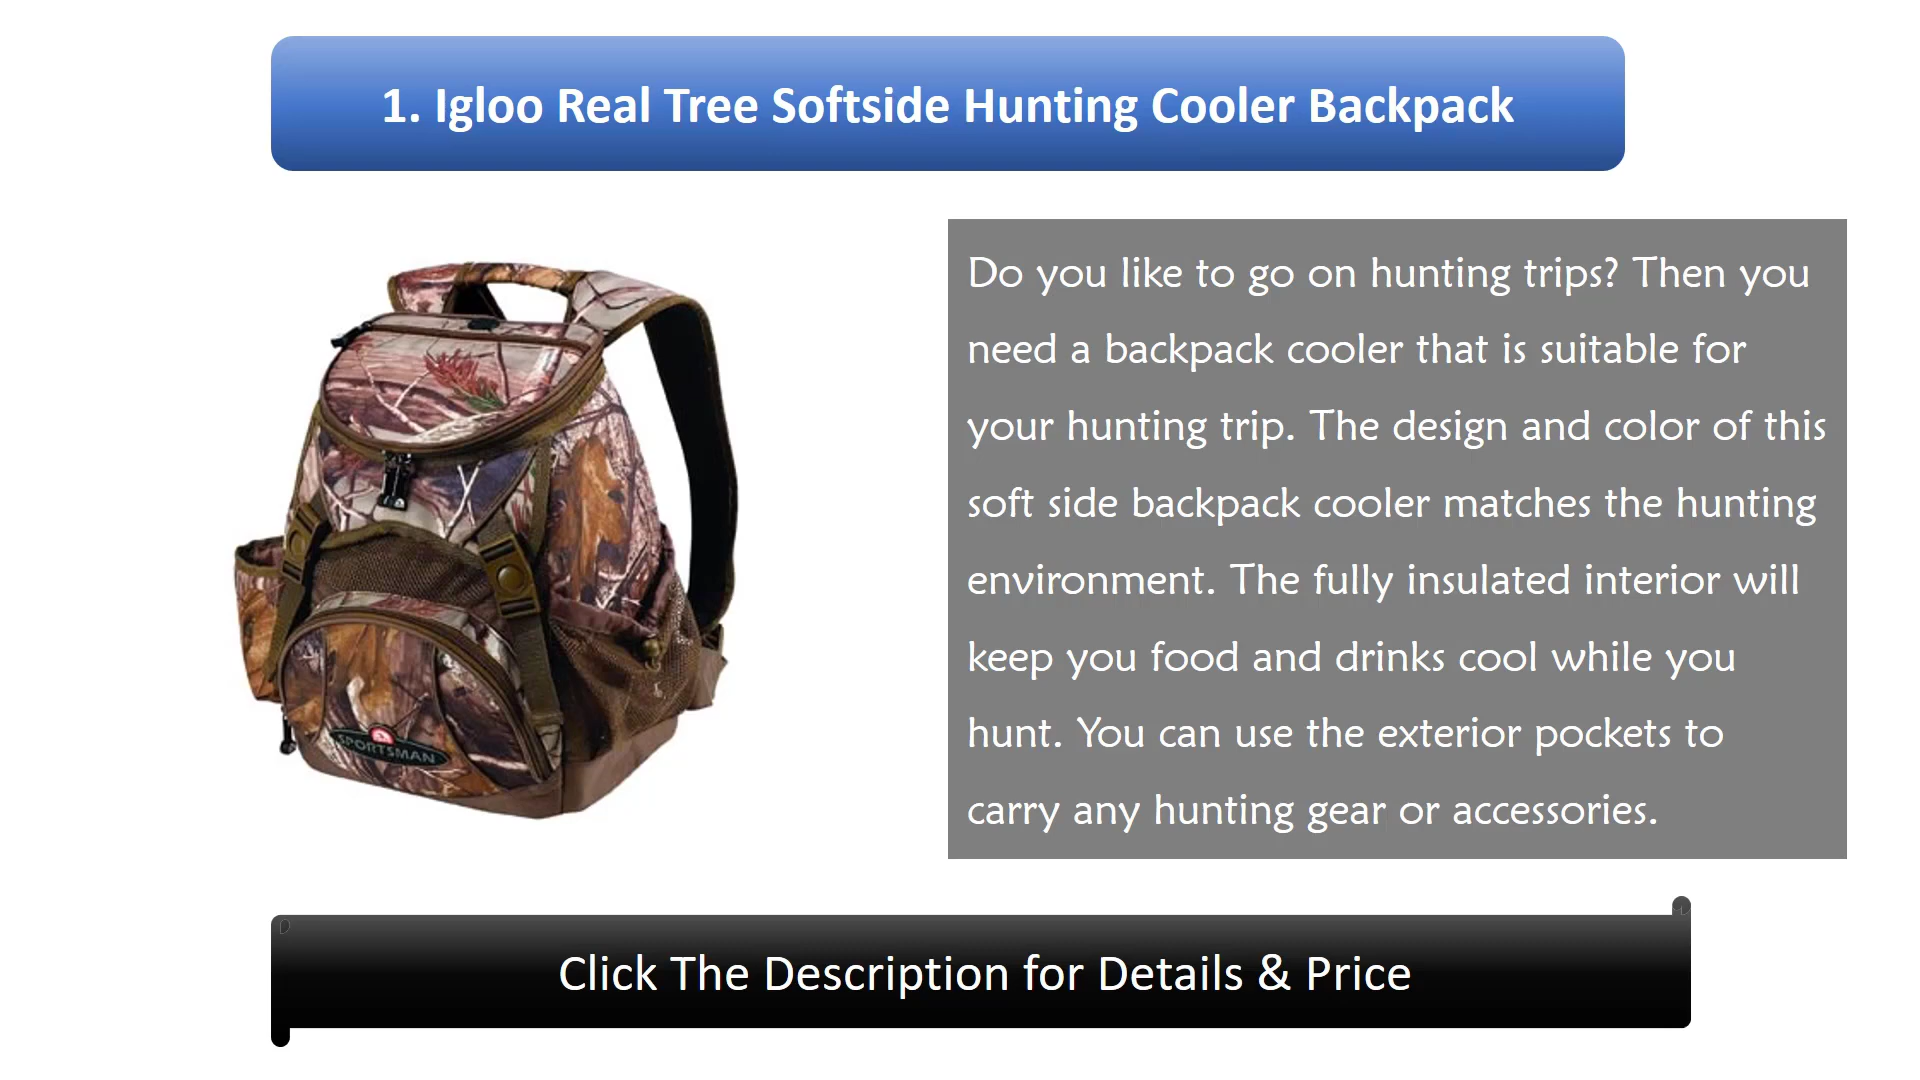 1. Igloo Real Tree Softside Hunting Cooler Backpack
Do you like to go on hunting trips? Then you
need a backpack cooler that is suitable for
your hunting trip. The design and color of this
soft side backpack cooler matches the hunting
environment. The fully insulated interior will
keep you food and drinks cool while you
hunt. You can use the exterior pockets to
carry any hunting gear or accessories.
SPORTSMAN
Click The Description for Details & Price